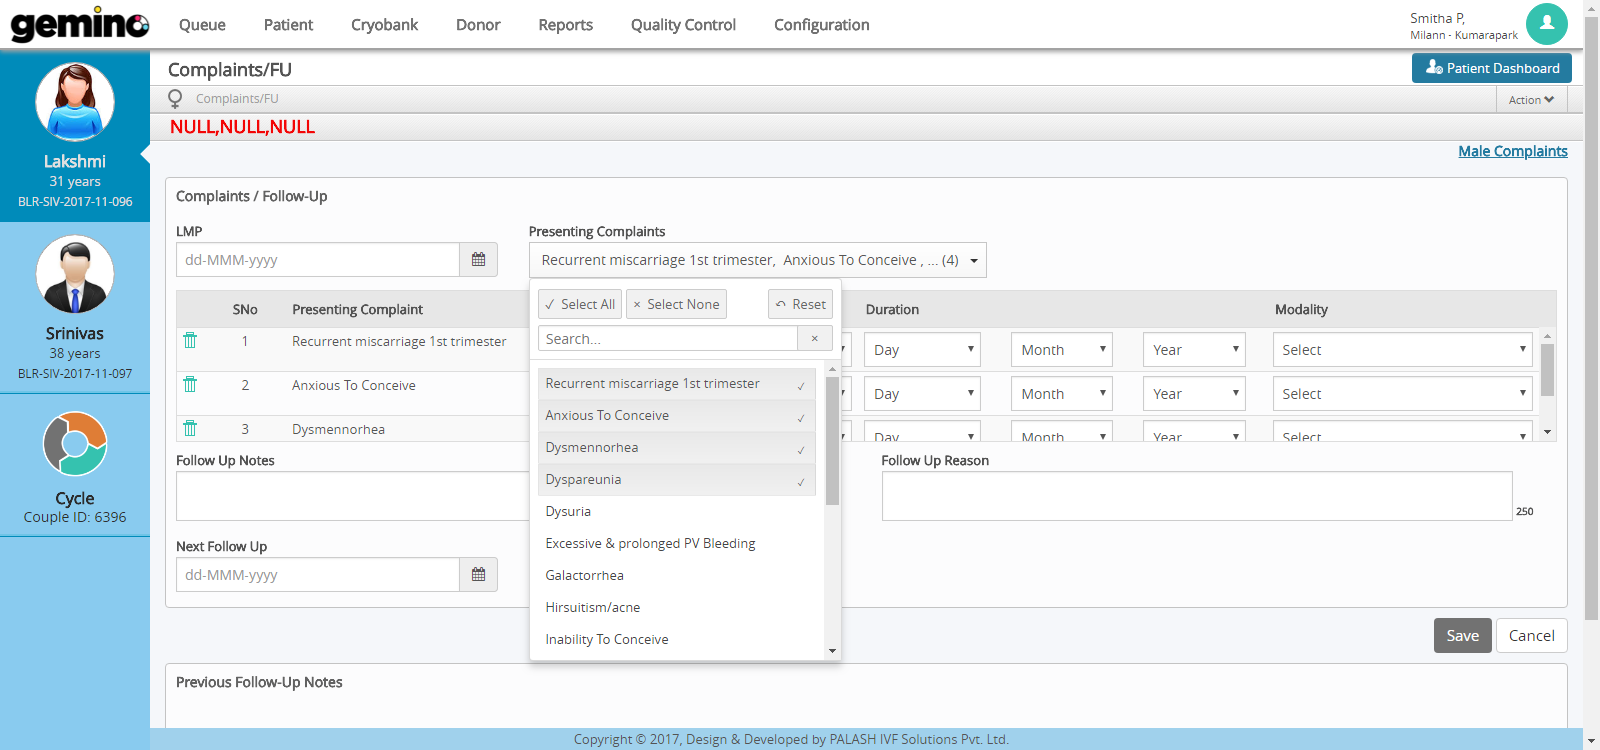 gemino Queue Patient Cryobank Donor Reports Quality Control Configuration
Smitha P,
Milann - Kumarapark
Lakshmi
31 years
BLR-SIV-2017-11-096
Srinivas
38 years
BLR-SIV-2017-11-097
Cycle
Couple ID: 6396
Complaints/FU
Patient Dashboard
Complaints/FU
Action
NULL,NULL,NULL
Male Complaints
Complaints / Follow-Up
LMP
dd-MMM-yyyy
Presenting Complaints
Recurrent miscarriage 1st trimester, Anxious To Conceive , ... (4)
✓ Select All × Select None Reset
Search... ×
Recurrent miscarriage 1st trimester ✓
Anxious To Conceive ✓
Dysmennorhea ✓
Dyspareunia ✓
Dysuria
Excessive & prolonged PV Bleeding
Galactorrhea
Hirsuitism/acne
Inability To Conceive
SNo Presenting Complaint Duration Modality
1 Recurrent miscarriage 1st trimester Day Month Year Select
2 Anxious To Conceive Day Month Year Select
3 Dysmennorhea Day Month Year Select
Follow Up Notes
Follow Up Reason
250
Next Follow Up
dd-MMM-yyyy
Save Cancel
Previous Follow-Up Notes
Copyright © 2017, Design & Developed by PALASH IVF Solutions Pvt. Ltd.